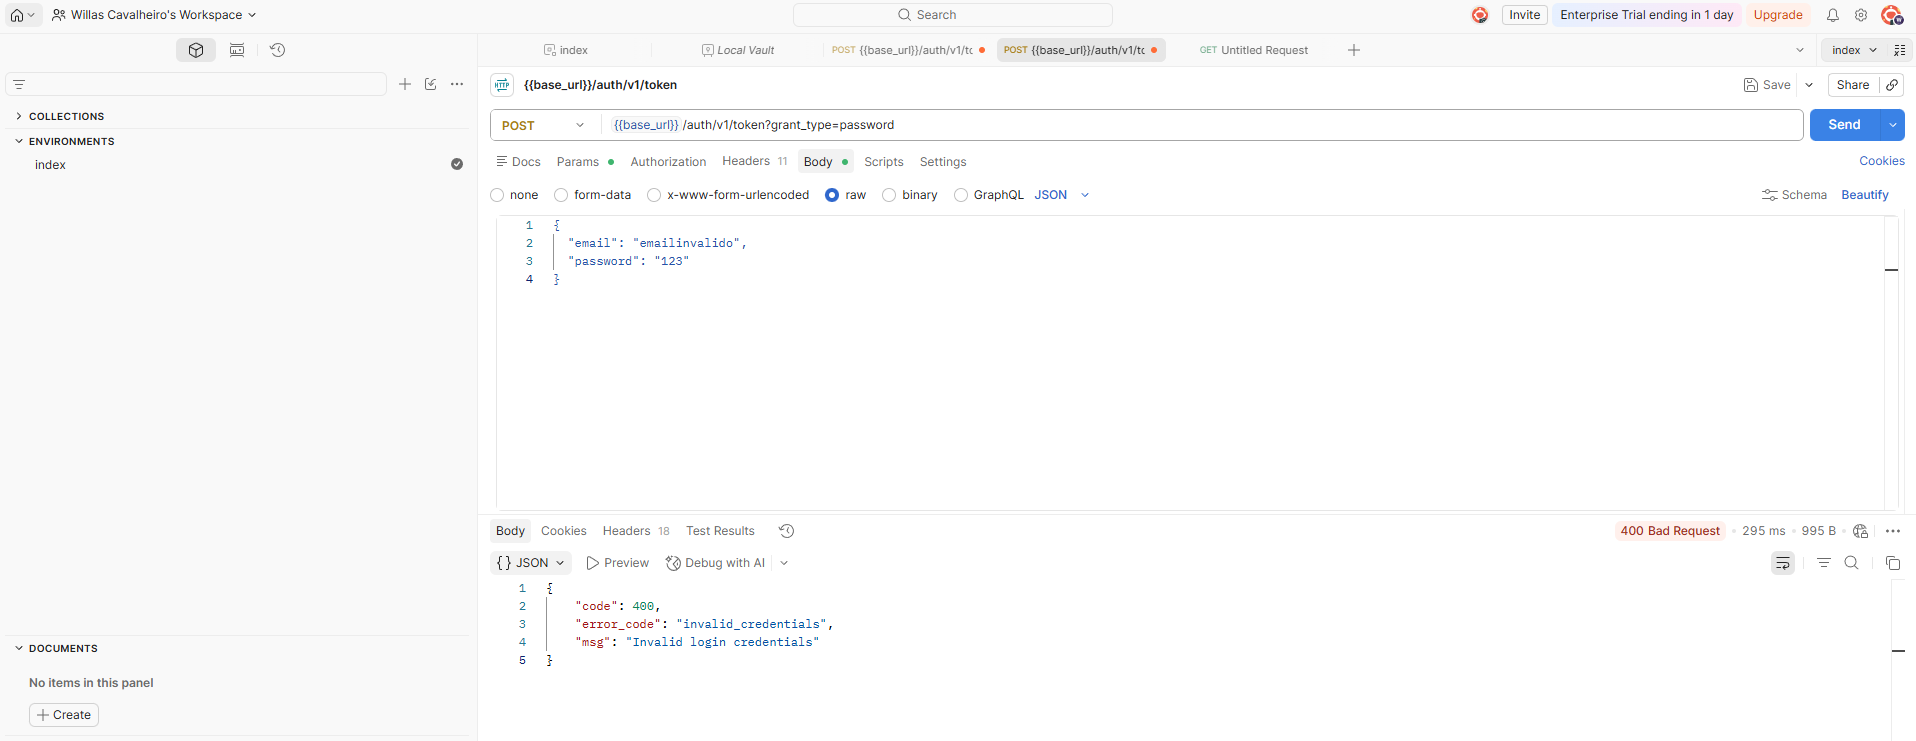 Willas Cavalheiro's Workspace
Search
Invite
Enterprise Trial ending in 1 day
Upgrade
index
Local Vault
POST {{base_url}}/auth/v1/tc
POST {{base_url}}/auth/v1/tc
GET Untitled Request
index
COLLECTIONS
ENVIRONMENTS
index
DOCUMENTS
No items in this panel
Create
HTTP {{base_url}}/auth/v1/token
Save
Share
POST {{base_url}} /auth/v1/token?grant_type=password
Send
Docs Params Authorization Headers 11 Body Scripts Settings
Cookies
none form-data x-www-form-urlencoded raw binary GraphQL JSON
Schema Beautify
1 {
2 "email": "emailinvalido",
3 "password": "123"
4 }
Body Cookies Headers 18 Test Results
400 Bad Request • 295 ms • 995 B
{} JSON Preview Debug with AI
1 {
2 "code": 400,
3 "error_code": "invalid_credentials",
4 "msg": "Invalid login credentials"
5 }